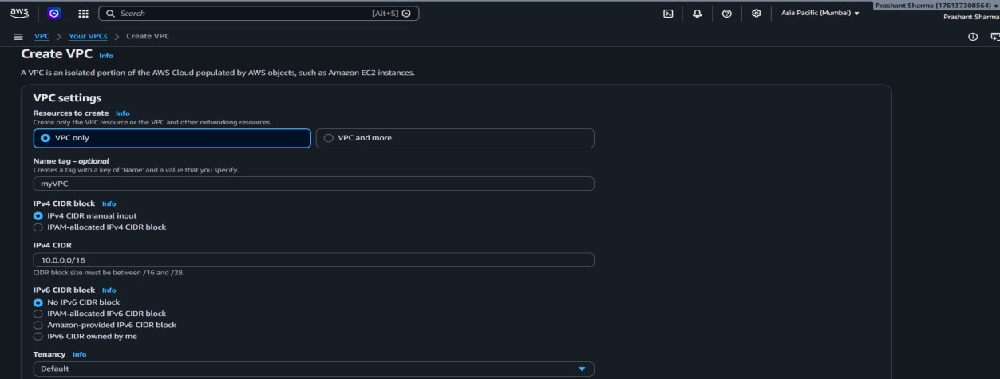 aws
Search [Alt+S]
Asia Pacific (Mumbai)
Prashant Sharma (176137308564)
Prashant Sharma
VPC > Your VPCs > Create VPC
Create VPC Info
A VPC is an isolated portion of the AWS Cloud populated by AWS objects, such as Amazon EC2 instances.
VPC settings
Resources to create Info
Create only the VPC resource or the VPC and other networking resources.
VPC only
VPC and more
Name tag - optional
Creates a tag with a key of 'Name' and a value that you specify.
myVPC
IPv4 CIDR block Info
IPv4 CIDR manual input
IPAM-allocated IPv4 CIDR block
IPv4 CIDR
10.0.0.0/16
CIDR block size must be between /16 and /28.
IPv6 CIDR block Info
No IPv6 CIDR block
IPAM-allocated IPv6 CIDR block
Amazon-provided IPv6 CIDR block
IPv6 CIDR owned by me
Tenancy Info
Default